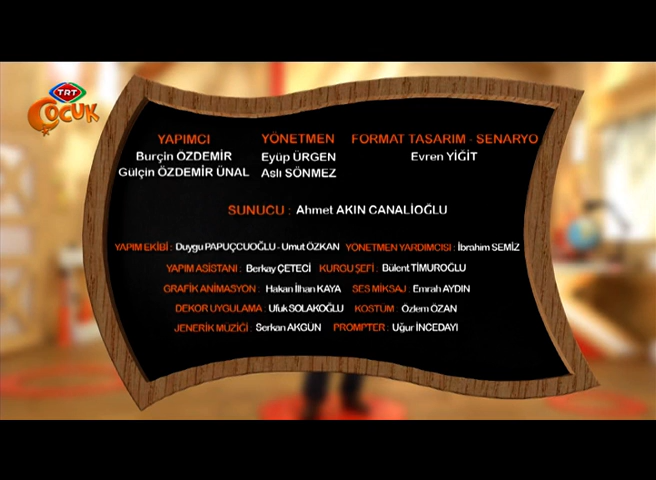 TRT
ÇOCUK
YAPIMCI YÖNETMEN FORMAT TASARIM - SENARYO
Burçin ÖZDEMİR Eyüp ÜRGEN Evren YİĞİT
Gülçin ÖZDEMİR ÜNAL Aslı SÖNMEZ
SUNUCU : Ahmet AKIN CANALİOĞLU
YAPIM EKİBİ : Duygu PAPUÇCUOĞLU - Umut ÖZKAN YÖNETMEN YARDIMCISI : İbrahim SEMİZ
YAPIM ASİSTANI : Berkay ÇETECİ KURGU ŞEFİ : Bülent TİMUROĞLU
GRAFİK ANİMASYON : Hakan İlhan KAYA SES MİKSAJ : Emrah AYDIN
DEKOR UYGULAMA : Ufuk SOLAKOĞLU KOSTÜM : Özlem OZAN
JENERİK MÜZİĞİ : Serkan AKGÜN PROMPTER : Uğur İNCEDAYI